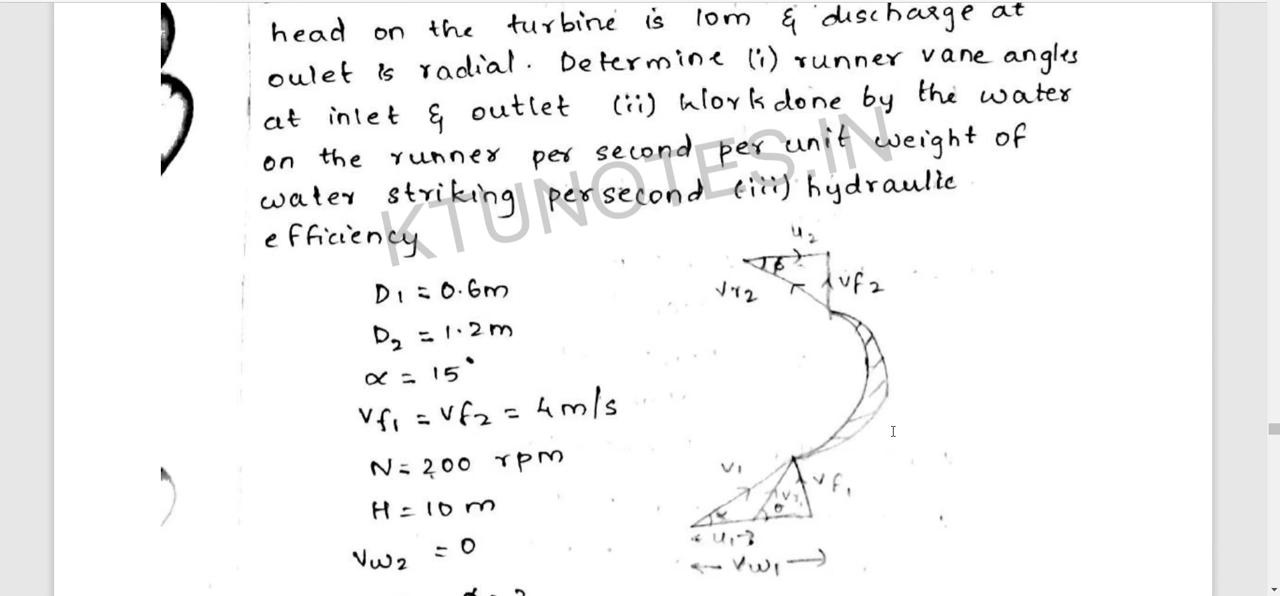 head on the turbine is 10m & discharge at
oulet is radial. Determine (i) runner vane angles
at inlet & outlet (ii) Workdone by the water
on the runner per second per unit weight of
water striking per second (iii) hydraulic
efficiency
KTUNOTES.IN
D1 = 0.6m
D2 = 1.2m
α = 15°
Vf1 = Vf2 = 4m/s
N = 200 rpm
H = 10 m
Vw2 = 0
u2
Vr2
Vf2
V1
Vf1
α
θ
u1
Vw1